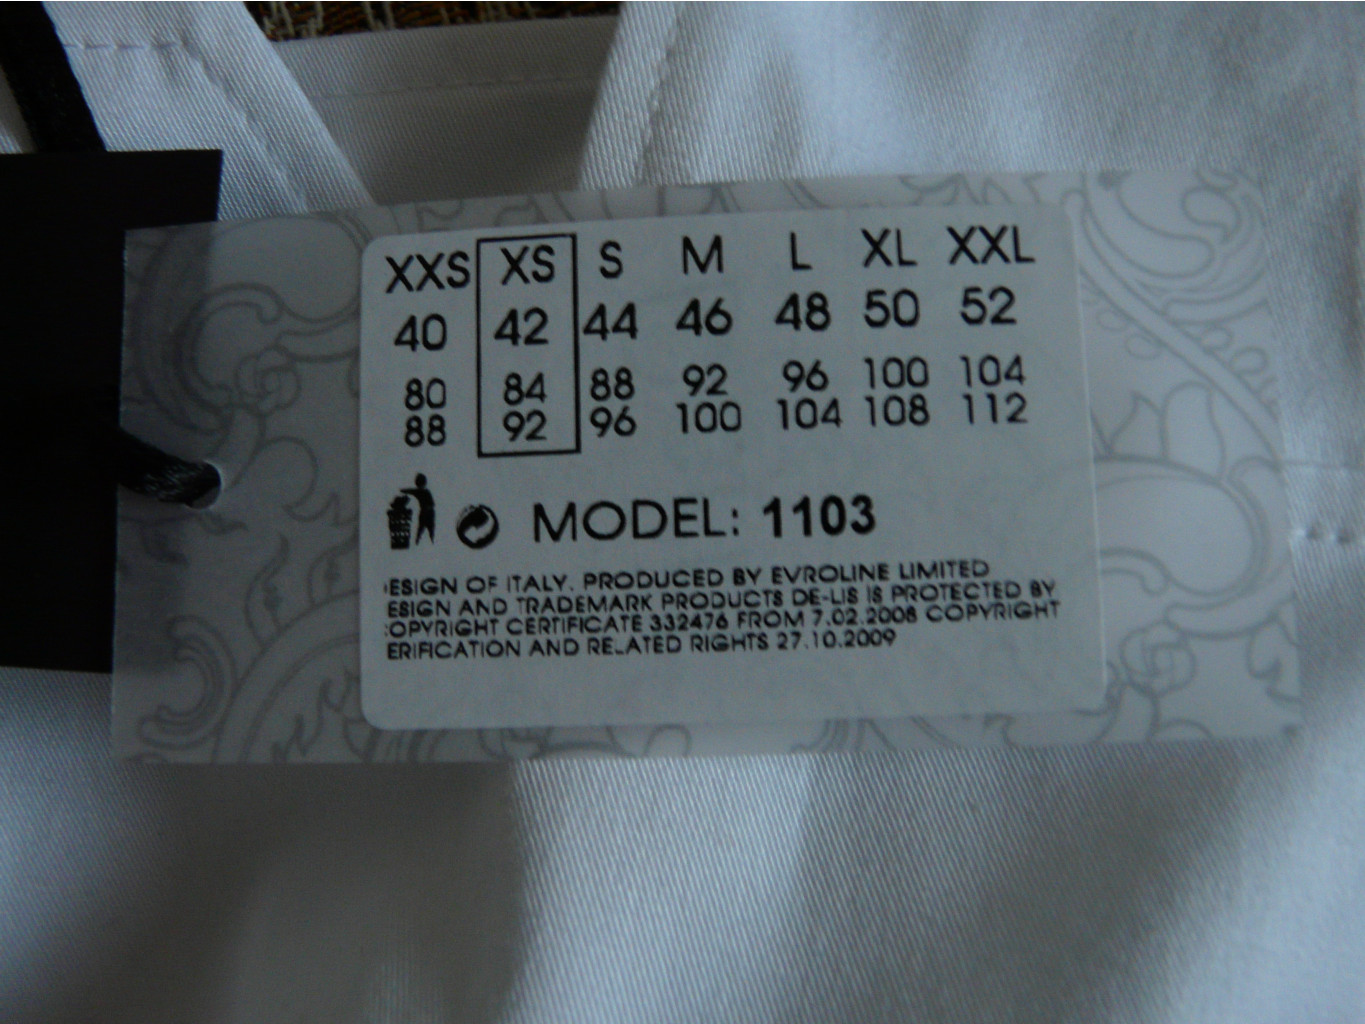 XXS XS S M L XL XXL
40 42 44 46 48 50 52
80 84 88 92 96 100 104
88 92 96 100 104 108 112
MODEL: 1103
ESIGN OF ITALY. PRODUCED BY EVROLINE LIMITED
ESIGN AND TRADEMARK PRODUCTS DE-LIS IS PROTECTED BY
OPYRIGHT CERTIFICATE 332476 FROM 7.02.2008 COPYRIGHT
ERIFICATION AND RELATED RIGHTS 27.10.2009